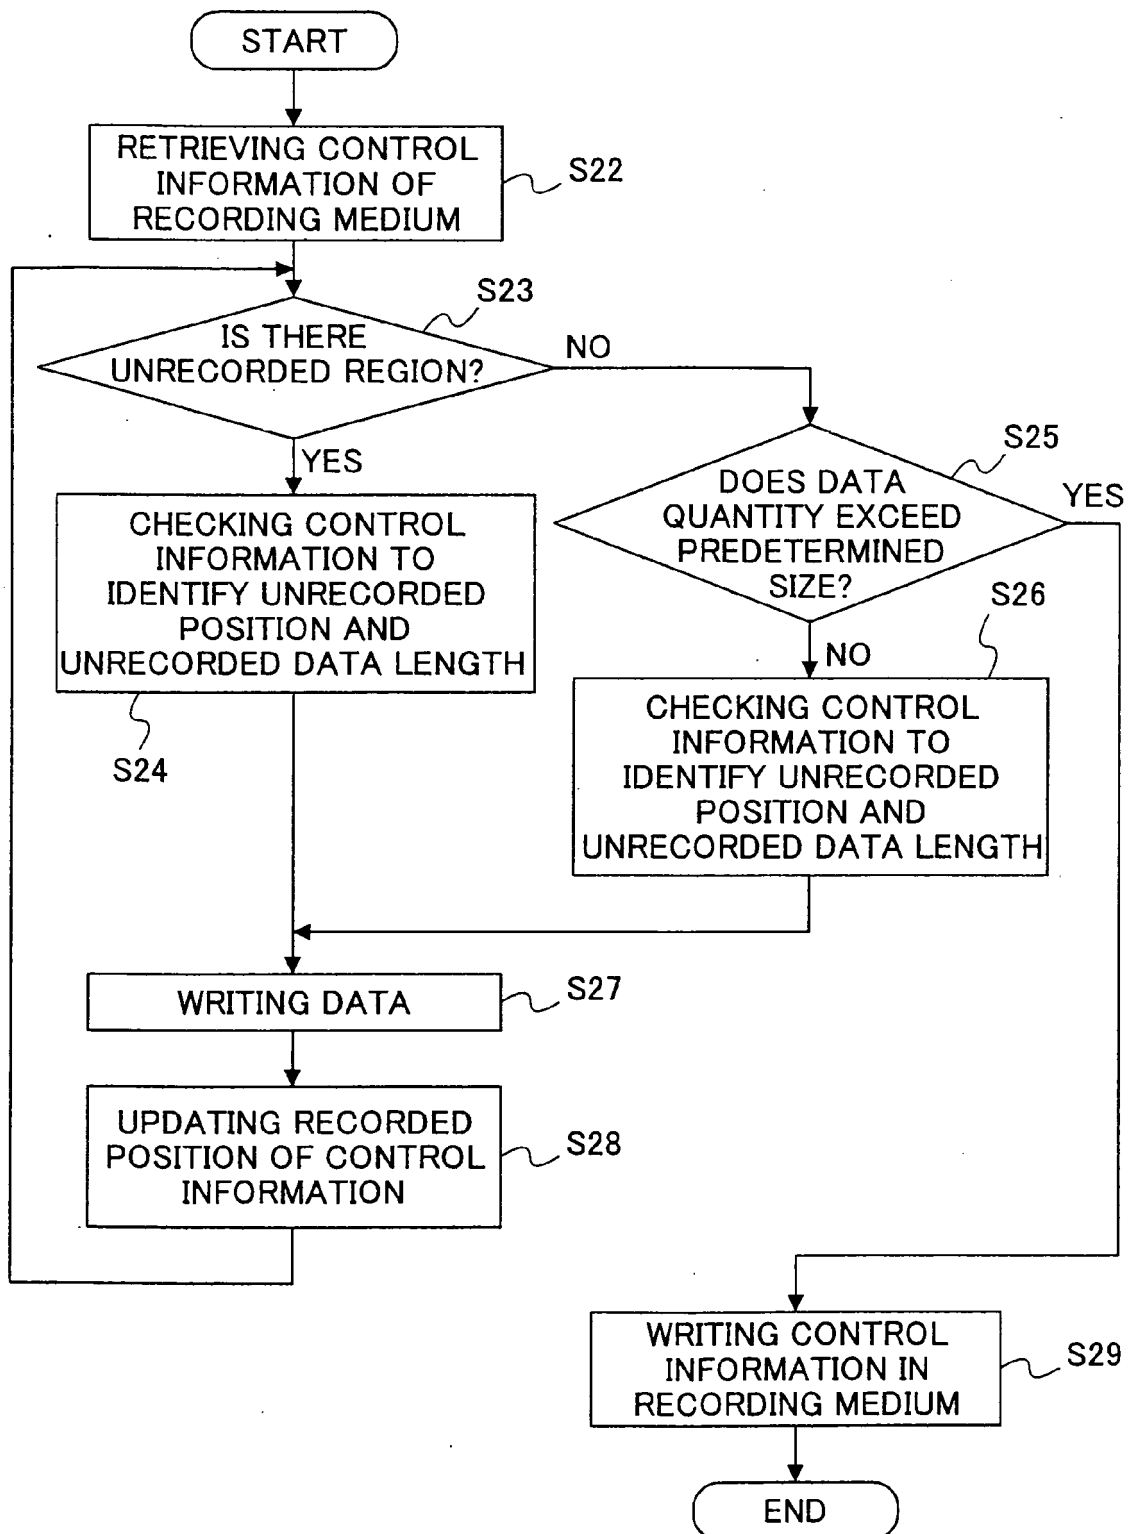 START
RETRIEVING CONTROL
INFORMATION OF
RECORDING MEDIUM
S22
S23
IS THERE
UNRECORDED REGION?
NO
YES
CHECKING CONTROL
INFORMATION TO
IDENTIFY UNRECORDED
POSITION AND
UNRECORDED DATA LENGTH
S24
S25
DOES DATA
QUANTITY EXCEED
PREDETERMINED
SIZE?
YES
NO
S26
CHECKING CONTROL
INFORMATION TO
IDENTIFY UNRECORDED
POSITION AND
UNRECORDED DATA LENGTH
WRITING DATA
S27
UPDATING RECORDED
POSITION OF CONTROL
INFORMATION
S28
WRITING CONTROL
INFORMATION IN
RECORDING MEDIUM
S29
END